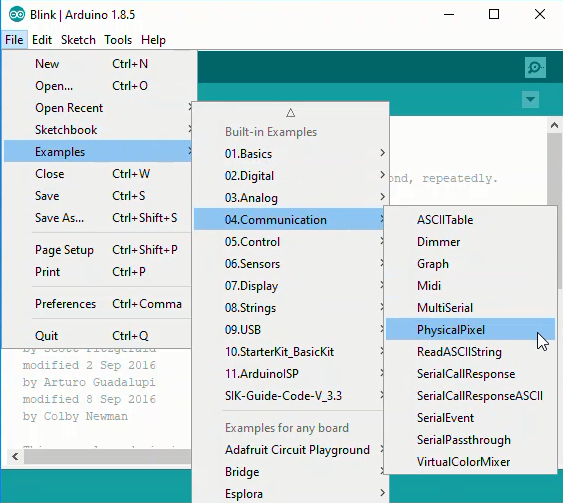 Blink | Arduino 1.8.5
File Edit Sketch Tools Help
New Ctrl+N
Open... Ctrl+O
Open Recent
Sketchbook
Examples
Close Ctrl+W
Save Ctrl+S
Save As... Ctrl+Shift+S
Page Setup Ctrl+Shift+P
Print Ctrl+P
Preferences Ctrl+Comma
Quit Ctrl+Q
Built-in Examples
01.Basics
02.Digital
03.Analog
04.Communication
05.Control
06.Sensors
07.Display
08.Strings
09.USB
10.StarterKit_BasicKit
11.ArduinoISP
SIK-Guide-Code-V_3.3
Examples for any board
Adafruit Circuit Playground
Bridge
Esplora
ASCIITable
Dimmer
Graph
Midi
MultiSerial
PhysicalPixel
ReadASCIIString
SerialCallResponse
SerialCallResponseASCII
SerialEvent
SerialPassthrough
VirtualColorMixer
ond, repeatedly.
by Scott Fitzgerald
modified 2 Sep 2016
by Arturo Guadalupi
modified 8 Sep 2016
by Colby Newman